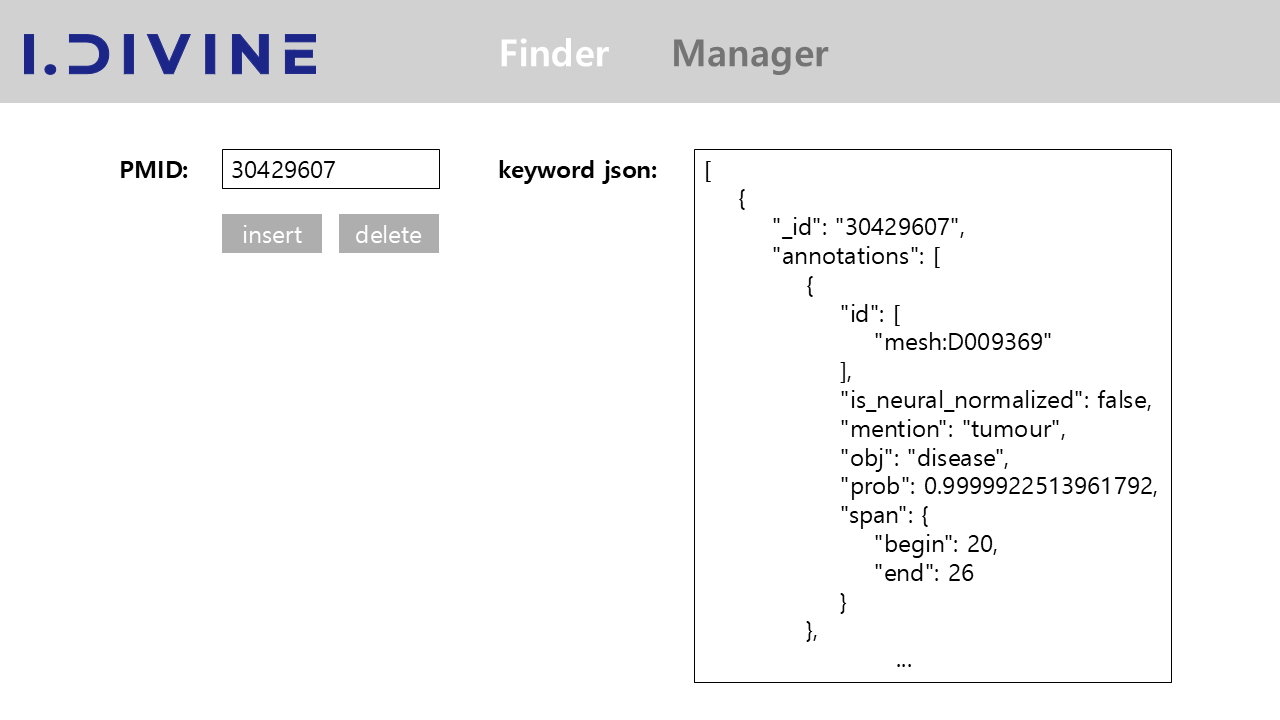 I.DIVINE
Finder Manager
PMID: 30429607
insert delete
keyword json:
[
{
"_id": "30429607",
"annotations": [
{
"id": [
"mesh:D009369"
],
"is_neural_normalized": false,
"mention": "tumour",
"obj": "disease",
"prob": 0.9999922513961792,
"span": {
"begin": 20,
"end": 26
}
},
...